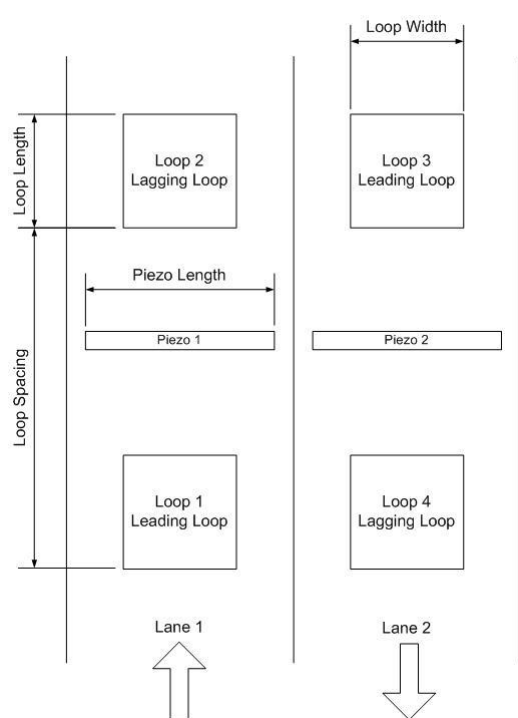 Loop Width
Loop Length
Loop 2
Lagging Loop
Loop 3
Leading Loop
Piezo Length
Piezo 1
Piezo 2
Loop Spacing
Loop 1
Leading Loop
Loop 4
Lagging Loop
Lane 1
Lane 2